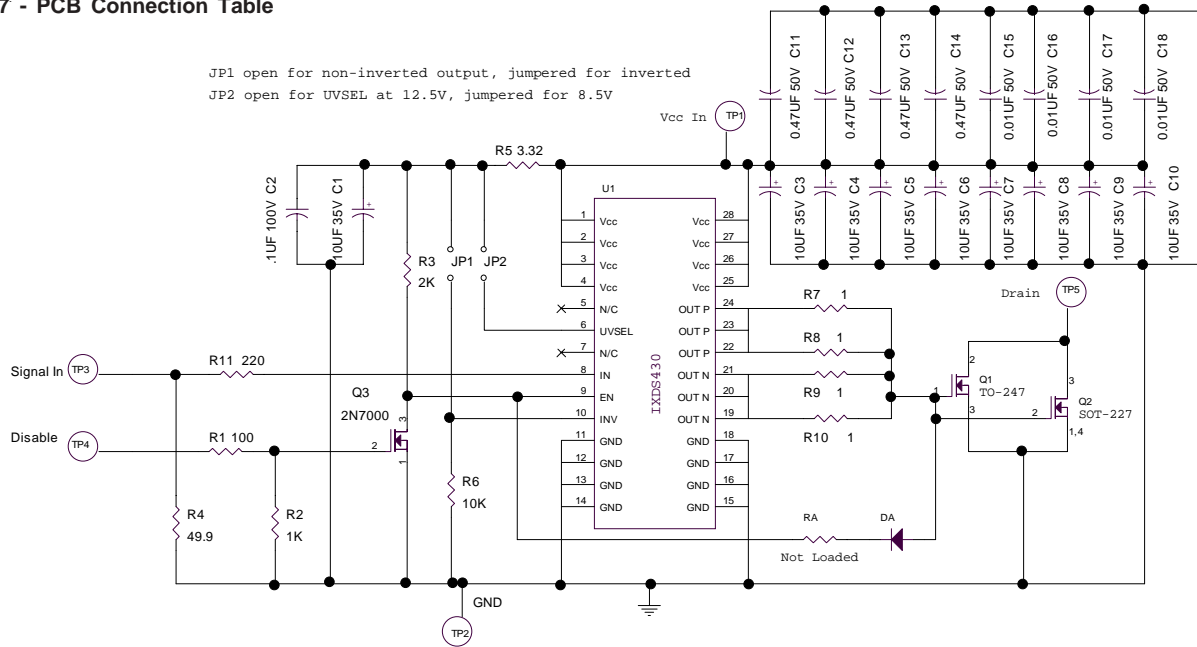 7 - PCB Connection Table
JP1 open for non-inverted output, jumpered for inverted
JP2 open for UVSEL at 12.5V, jumpered for 8.5V
Vcc In
TP1
0.47UF 50V C11
0.47UF 50V C12
0.47UF 50V C13
0.47UF 50V C14
0.01UF 50V C15
0.01UF 50V C16
0.01UF 50V C17
0.01UF 50V C18
10UF 35V C3
10UF 35V C4
10UF 35V C5
10UF 35V C6
10UF 35V C7
10UF 35V C8
10UF 35V C9
10UF 35V C10
.1UF 100V C2
10UF 35V C1
R5 3.32
R3
2K
JP1
JP2
U1
1 Vcc
2 Vcc
3 Vcc
4 Vcc
5 N/C
6 UVSEL
7 N/C
8 IN
9 EN
10 INV
11 GND
12 GND
13 GND
14 GND
IXDS430
Vcc 28
Vcc 27
Vcc 26
Vcc 25
OUT P 24
OUT P 23
OUT P 22
OUT N 21
OUT N 20
OUT N 19
GND 18
GND 17
GND 16
GND 15
R7 1
R8 1
R9 1
R10 1
Drain
TP5
2
1
Q1
TO-247
3
3
2
Q2
SOT-227
1,4
Signal In
TP3
R11 220
Disable
TP4
R1 100
Q3
2N7000
3
2
1
R4
49.9
R2
1K
R6
10K
RA
DA
Not Loaded
GND
TP2